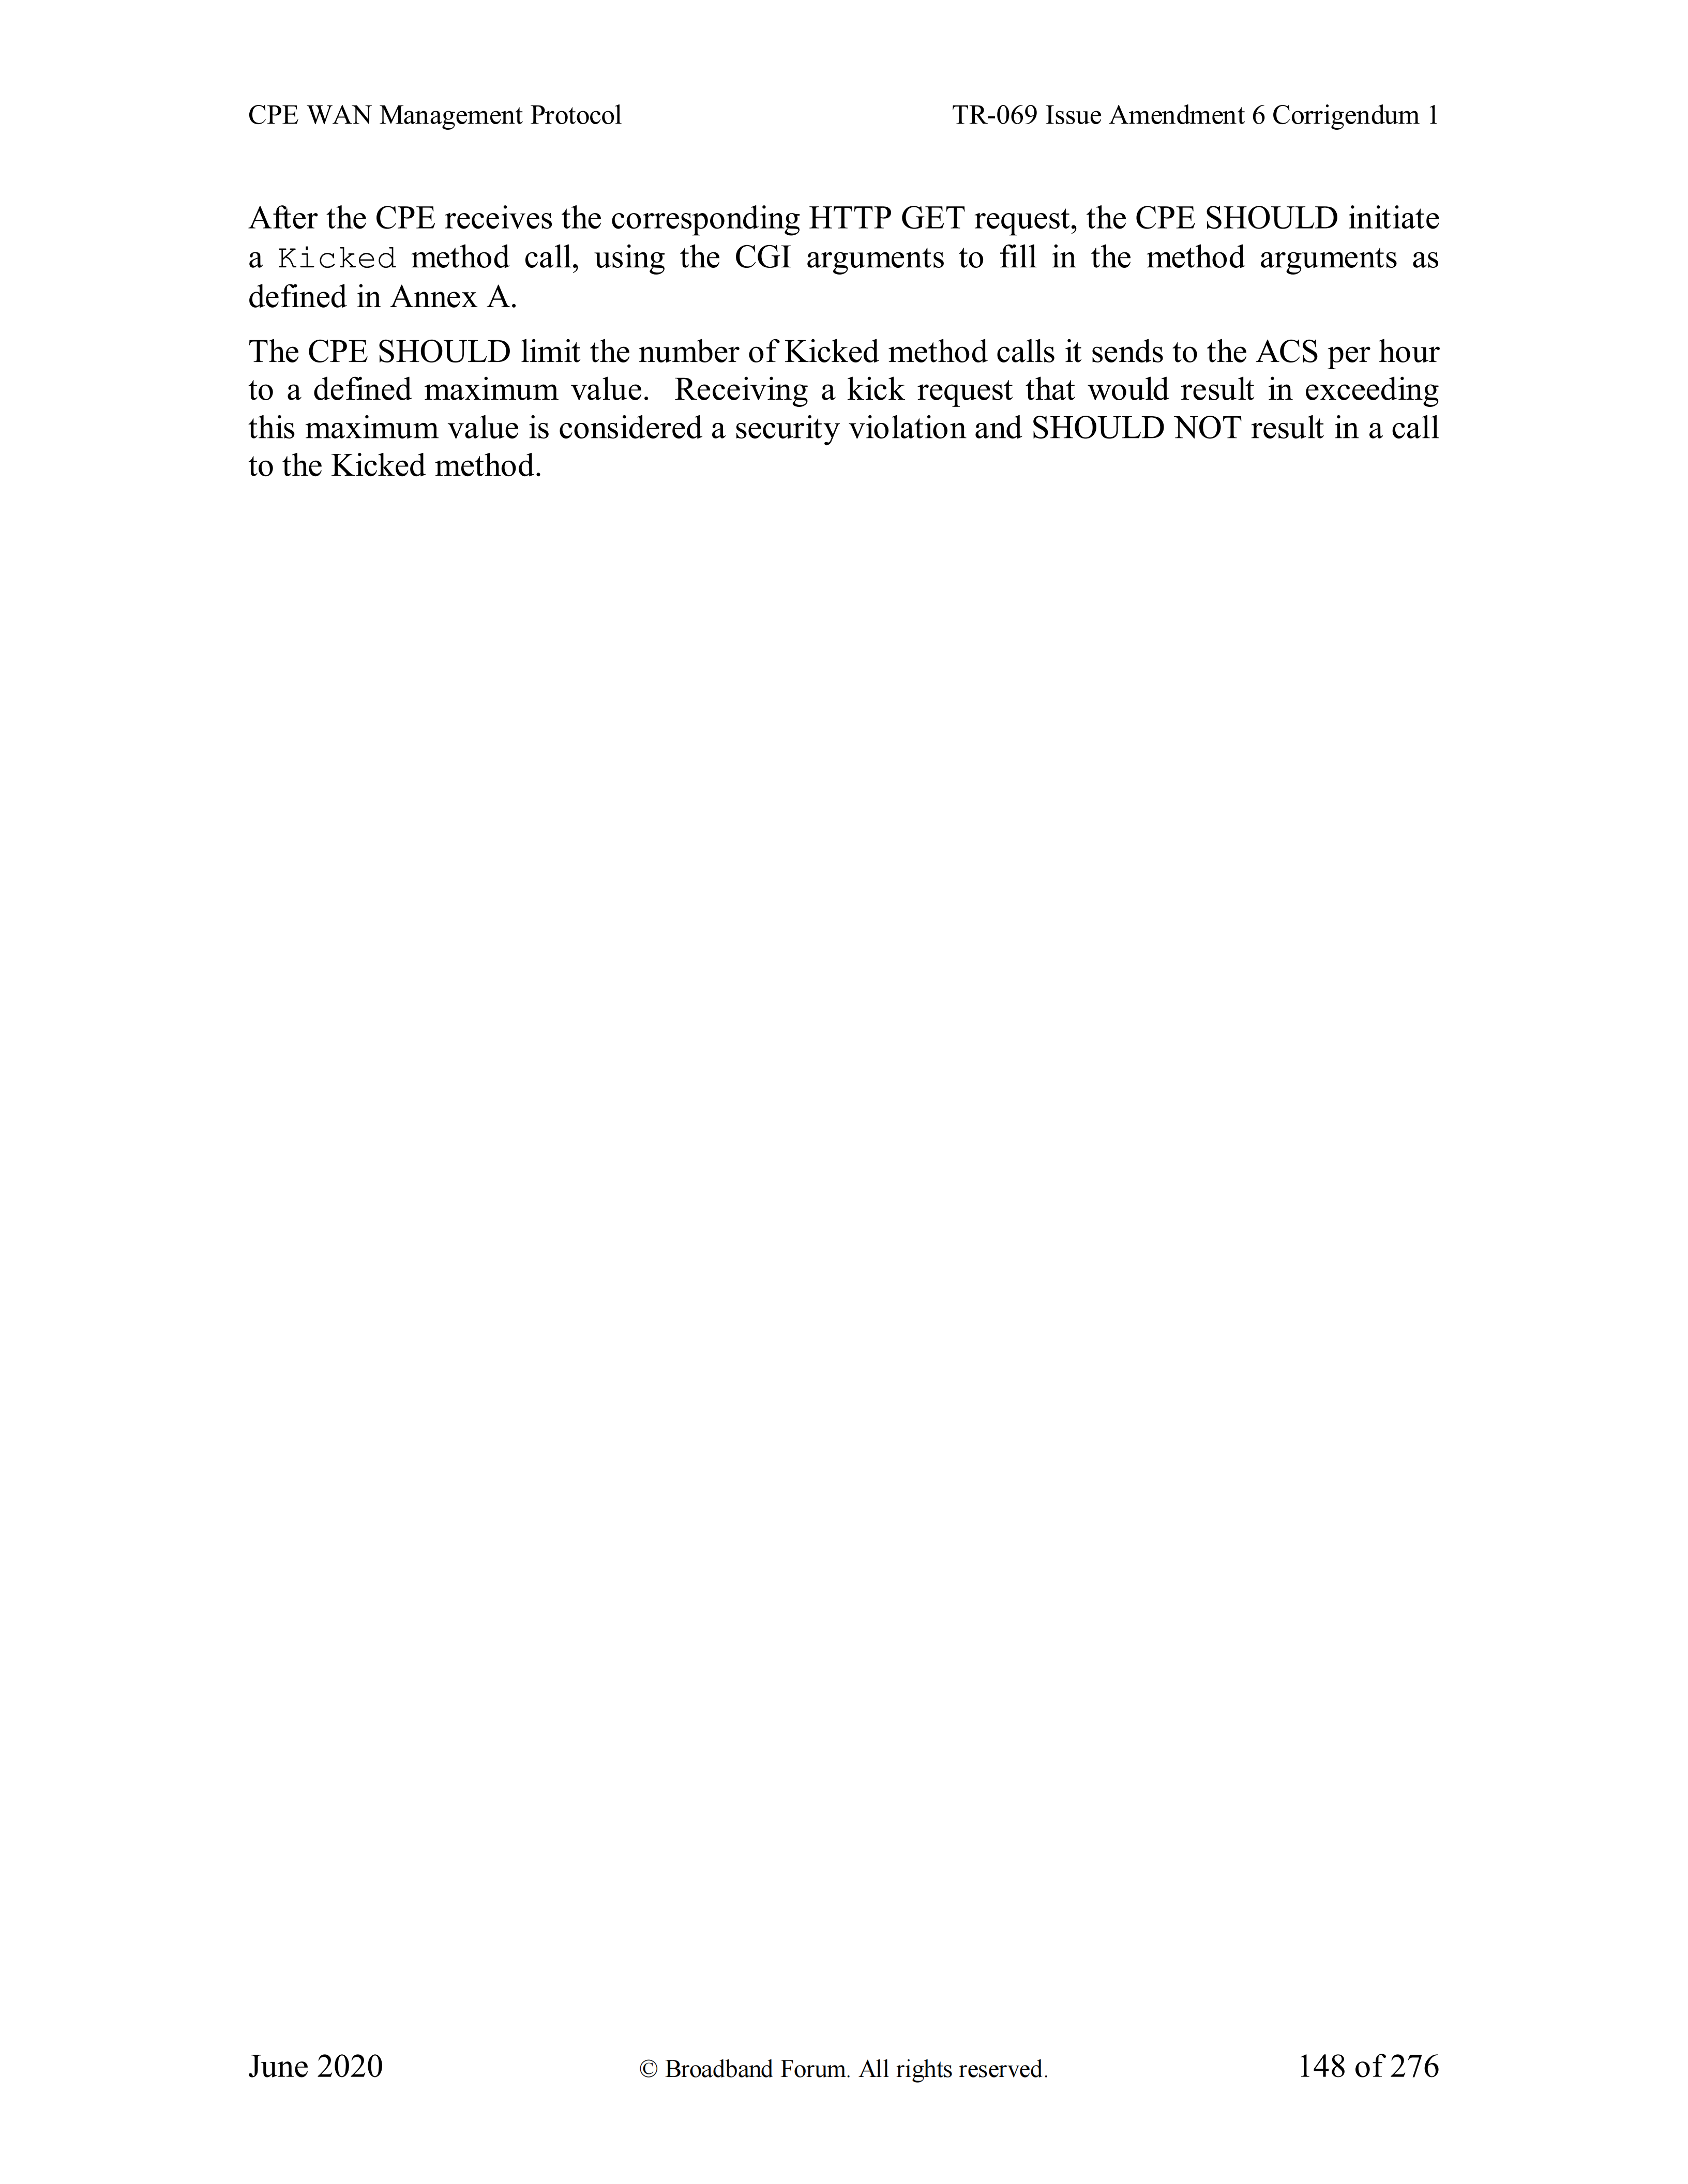 CPE WAN Management Protocol TR-069 Issue Amendment 6 Corrigendum 1
After the CPE receives the corresponding HTTP GET request, the CPE SHOULD initiate
a Kicked method call, using the CGI arguments to fill in the method arguments as
defined in Annex A.
The CPE SHOULD limit the number of Kicked method calls it sends to the ACS per hour
to a defined maximum value. Receiving a kick request that would result in exceeding
this maximum value is considered a security violation and SHOULD NOT result in a call
to the Kicked method.
June 2020 © Broadband Forum. All rights reserved. 148 of 276